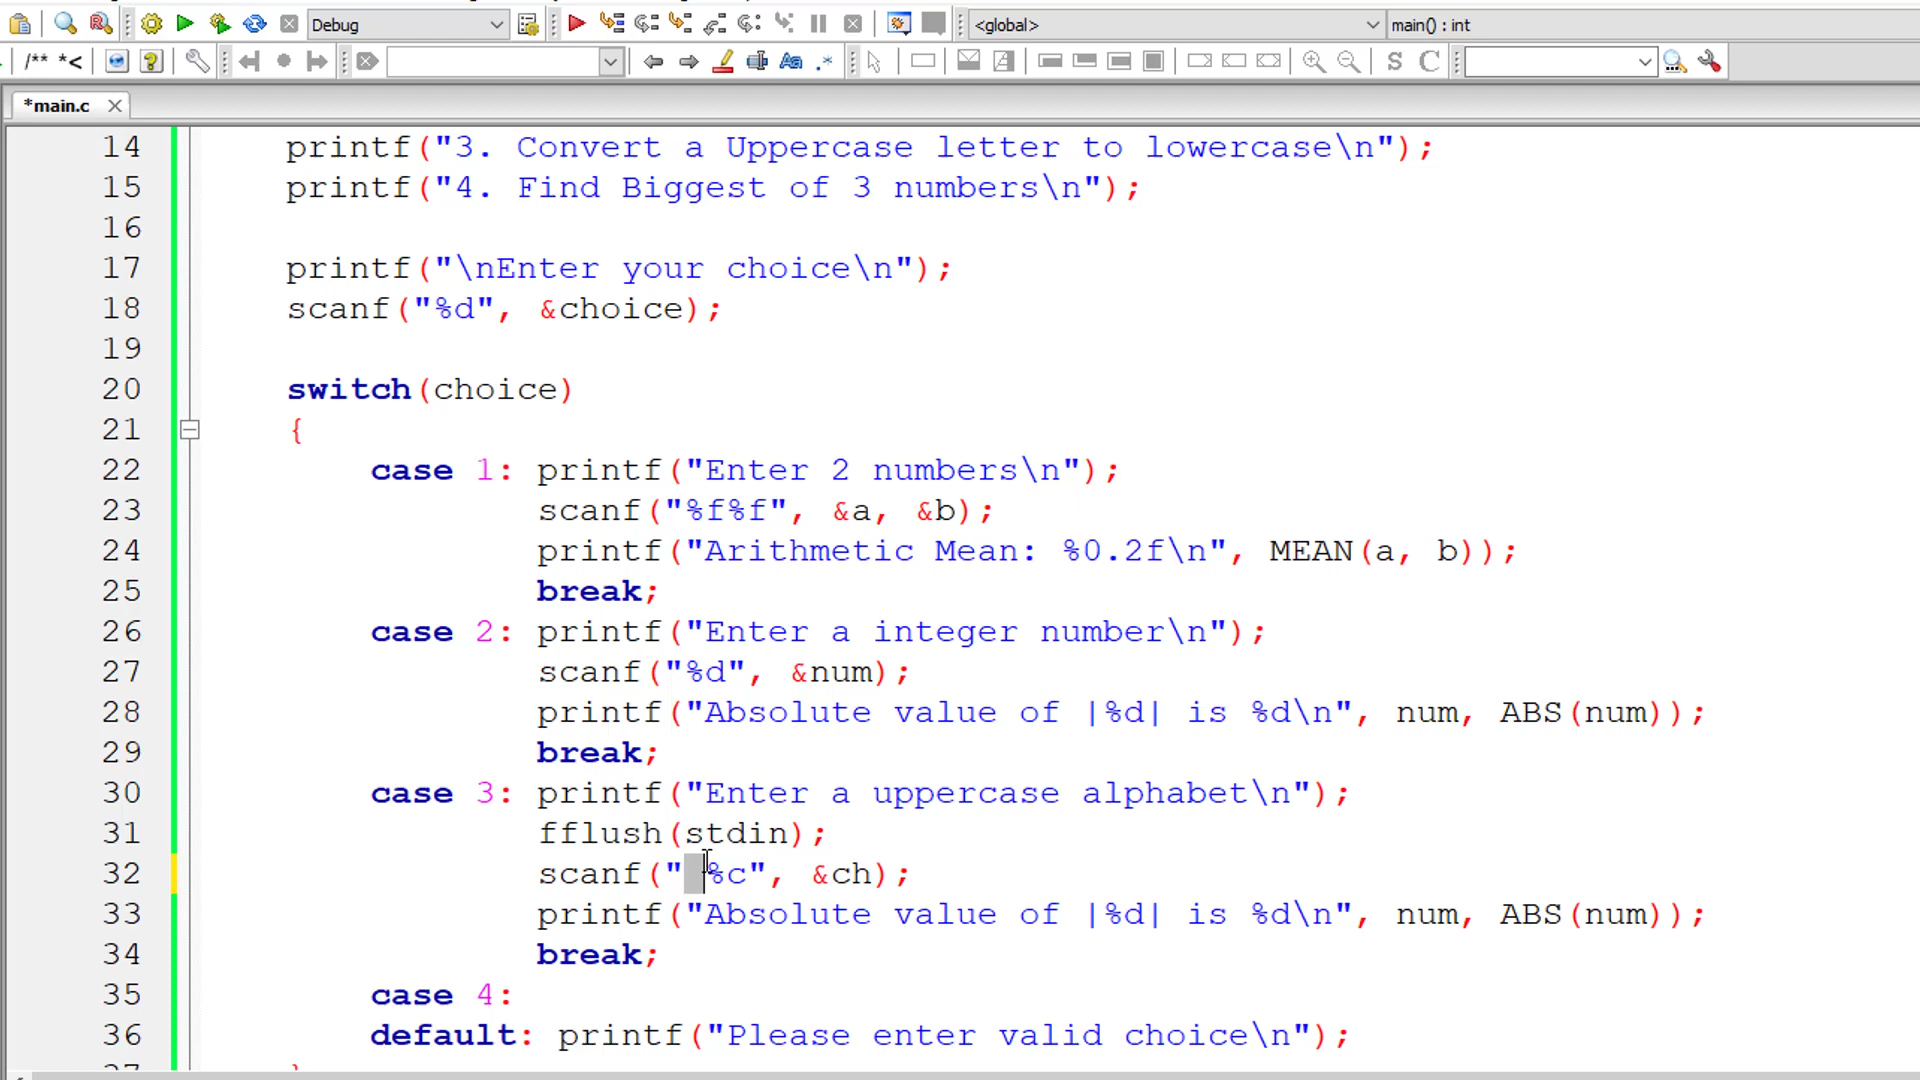 Debug <global> main() : int
/** *< Aa .* S C
*main.c
14 printf("3. Convert a Uppercase letter to lowercase\n");
15 printf("4. Find Biggest of 3 numbers\n");
16
17 printf("\nEnter your choice\n");
18 scanf("%d", &choice);
19
20 switch(choice)
21 {
22 case 1: printf("Enter 2 numbers\n");
23 scanf("%f%f", &a, &b);
24 printf("Arithmetic Mean: %0.2f\n", MEAN(a, b));
25 break;
26 case 2: printf("Enter a integer number\n");
27 scanf("%d", &num);
28 printf("Absolute value of |%d| is %d\n", num, ABS(num));
29 break;
30 case 3: printf("Enter a uppercase alphabet\n");
31 fflush(stdin);
32 scanf(" %c", &ch);
33 printf("Absolute value of |%d| is %d\n", num, ABS(num));
34 break;
35 case 4:
36 default: printf("Please enter valid choice\n");